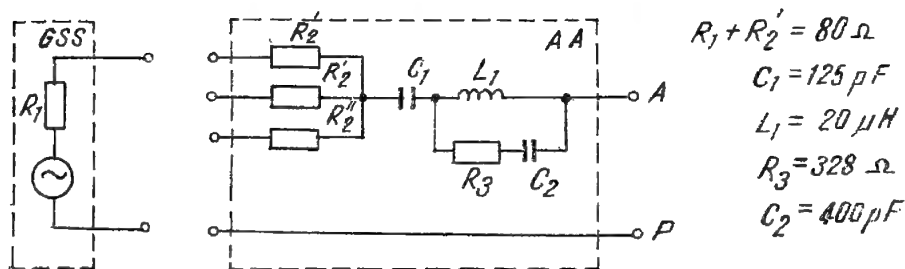 GSS
R₁
R₂'
R₂'
R₂''
C₁
L₁
AA
A
R₃
C₂
P
R₁ + R₂' = 80 Ω
C₁ = 125 pF
L₁ = 20 μH
R₃ = 328 Ω
C₂ = 400 pF